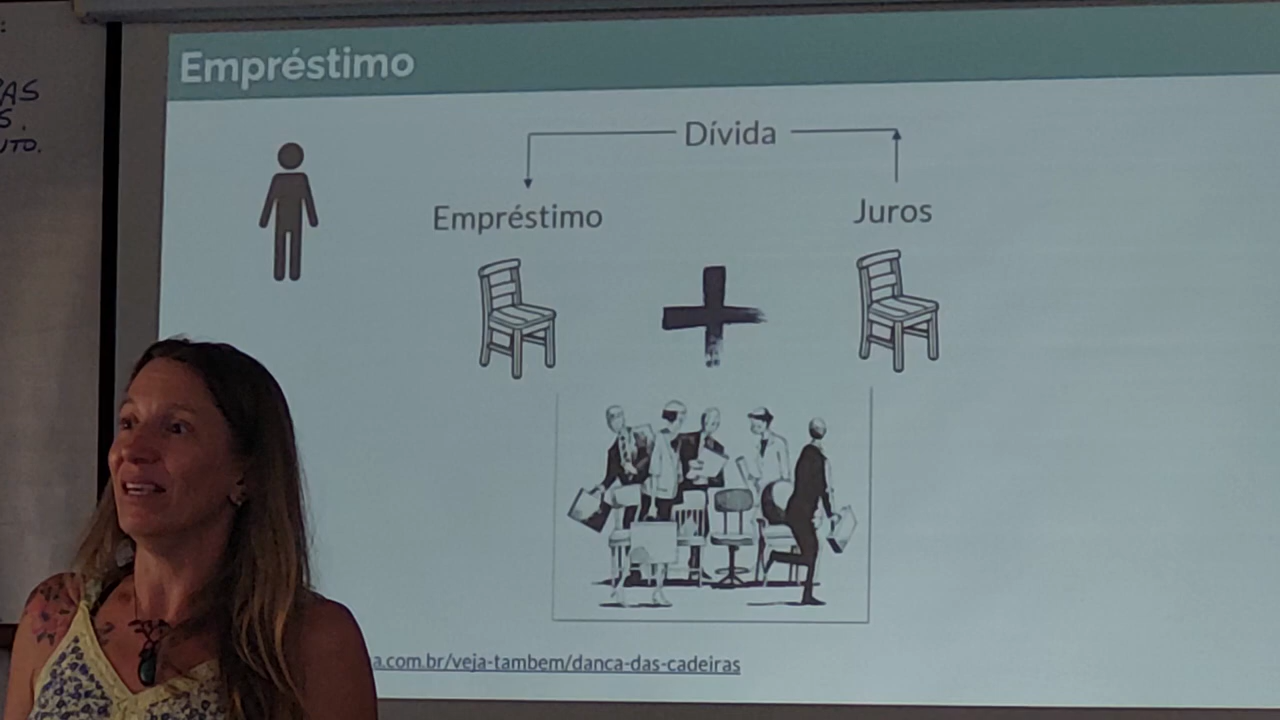 Empréstimo
Dívida
Empréstimo
Juros
a.com.br/veja-tambem/danca-das-cadeiras